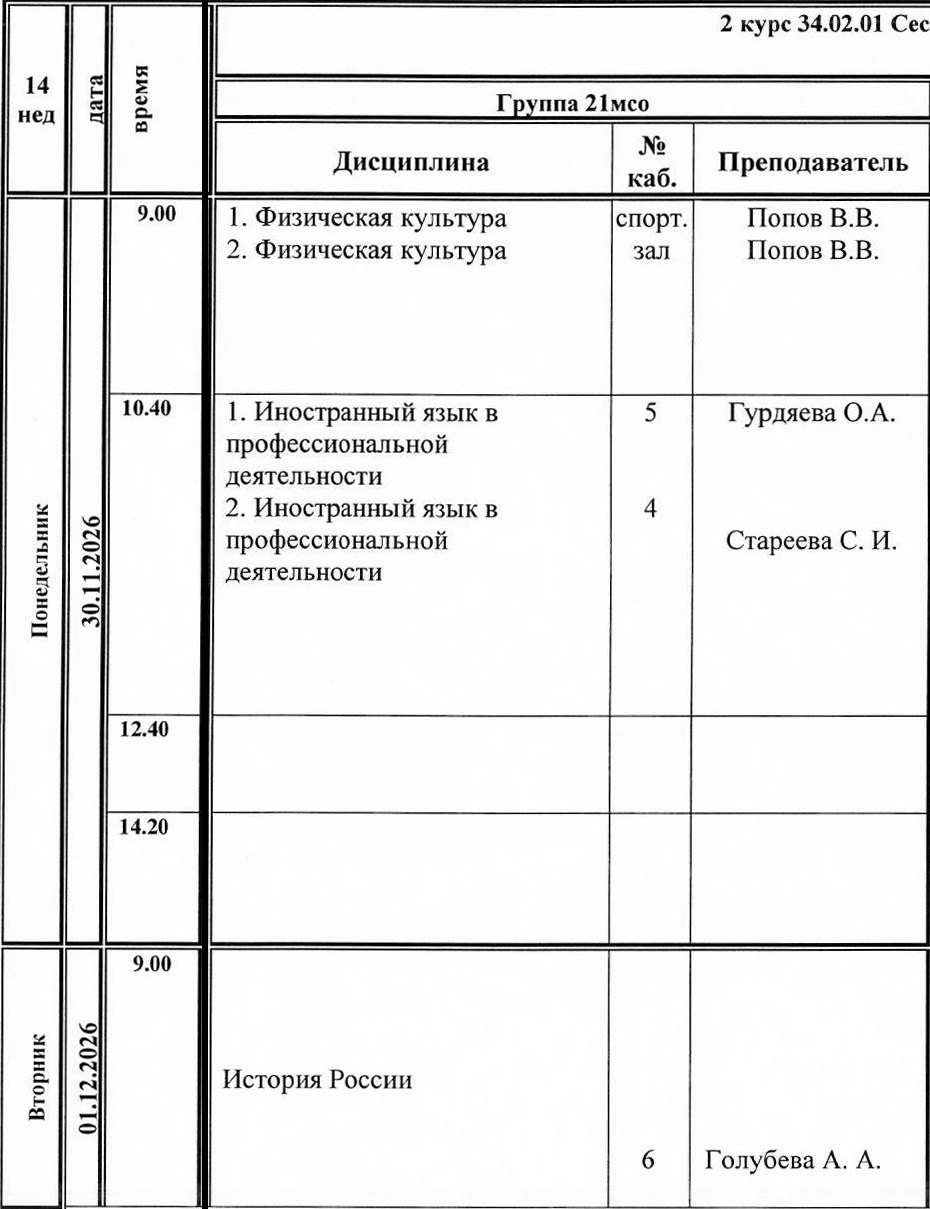 2 курс 34.02.01 Сес
14
нед
дата
время
Группа 21мсо
Дисциплина
№
каб.
Преподаватель
Понедельник
30.11.2026
9.00
1. Физическая культура спорт. Попов В.В.
2. Физическая культура зал Попов В.В.
10.40
1. Иностранный язык в 5 Гурдяева О.А.
профессиональной
деятельности
2. Иностранный язык в 4
профессиональной Стареева С. И.
деятельности
12.40
14.20
Вторник
01.12.2026
9.00
История России
6 Голубева А. А.